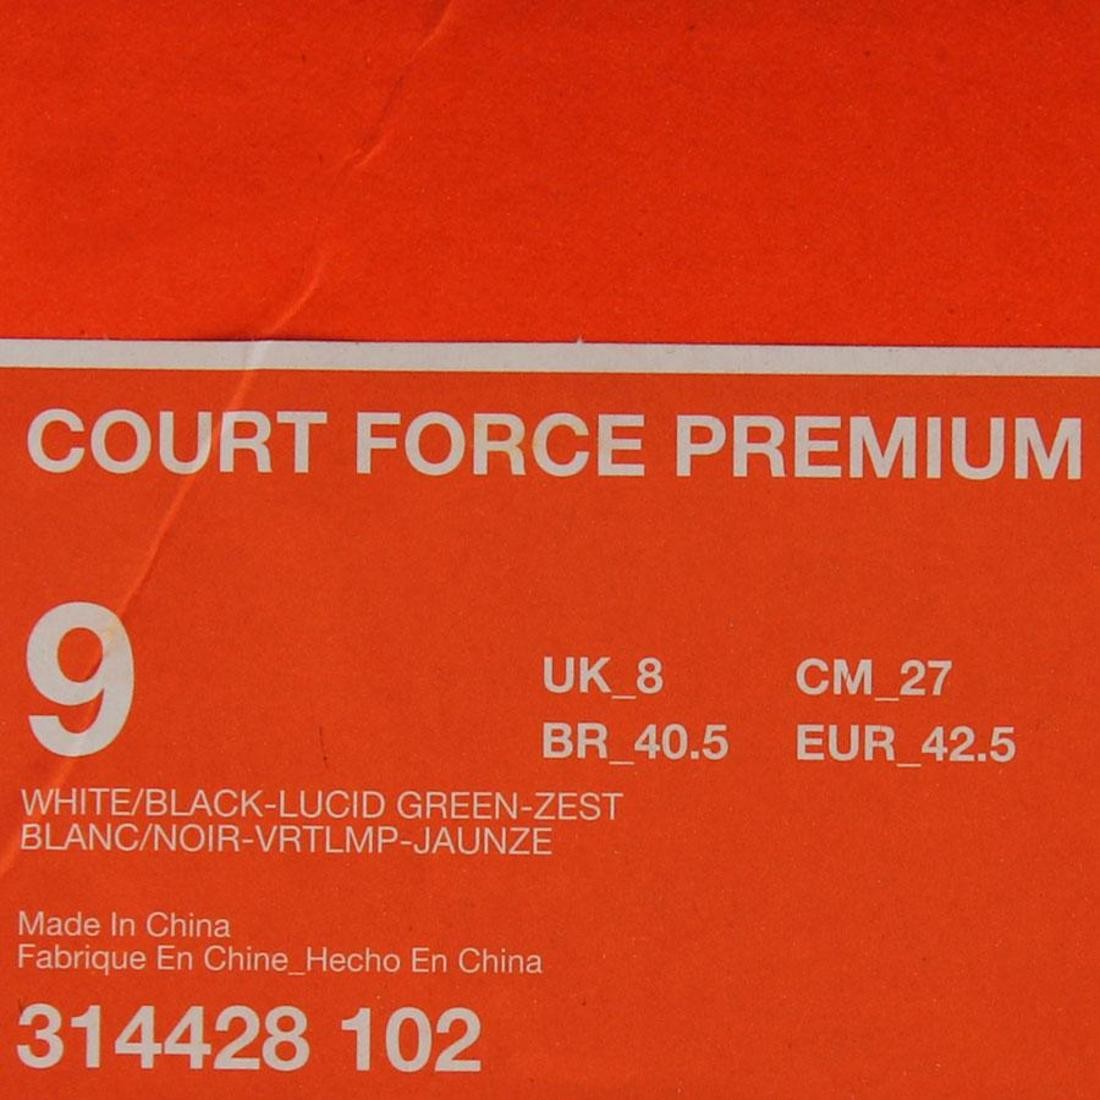 COURT FORCE PREMIUM
9
UK_8 CM_27
BR_40.5 EUR_42.5
WHITE/BLACK-LUCID GREEN-ZEST
BLANC/NOIR-VRTLMP-JAUNZE
Made In China
Fabrique En Chine_Hecho En China
314428 102